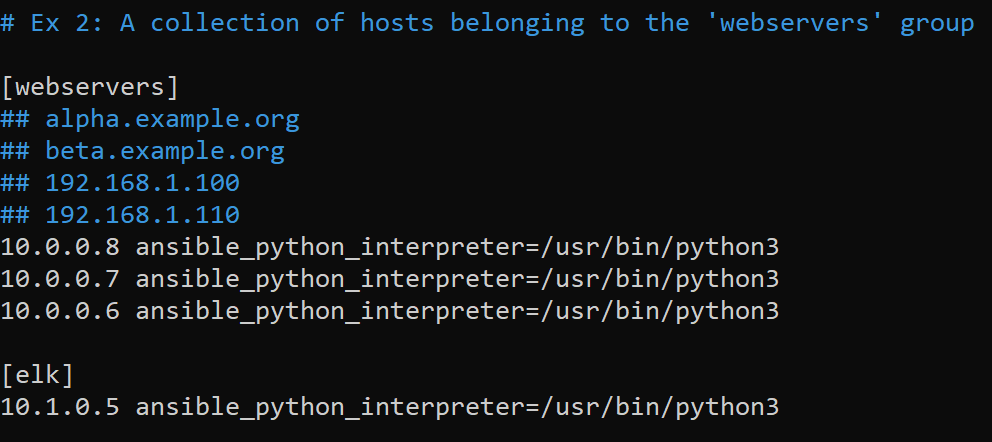 # Ex 2: A collection of hosts belonging to the 'webservers' group
[webservers]
## alpha.example.org
## beta.example.org
## 192.168.1.100
## 192.168.1.110
10.0.0.8 ansible_python_interpreter=/usr/bin/python3
10.0.0.7 ansible_python_interpreter=/usr/bin/python3
10.0.0.6 ansible_python_interpreter=/usr/bin/python3
[elk]
10.1.0.5 ansible_python_interpreter=/usr/bin/python3